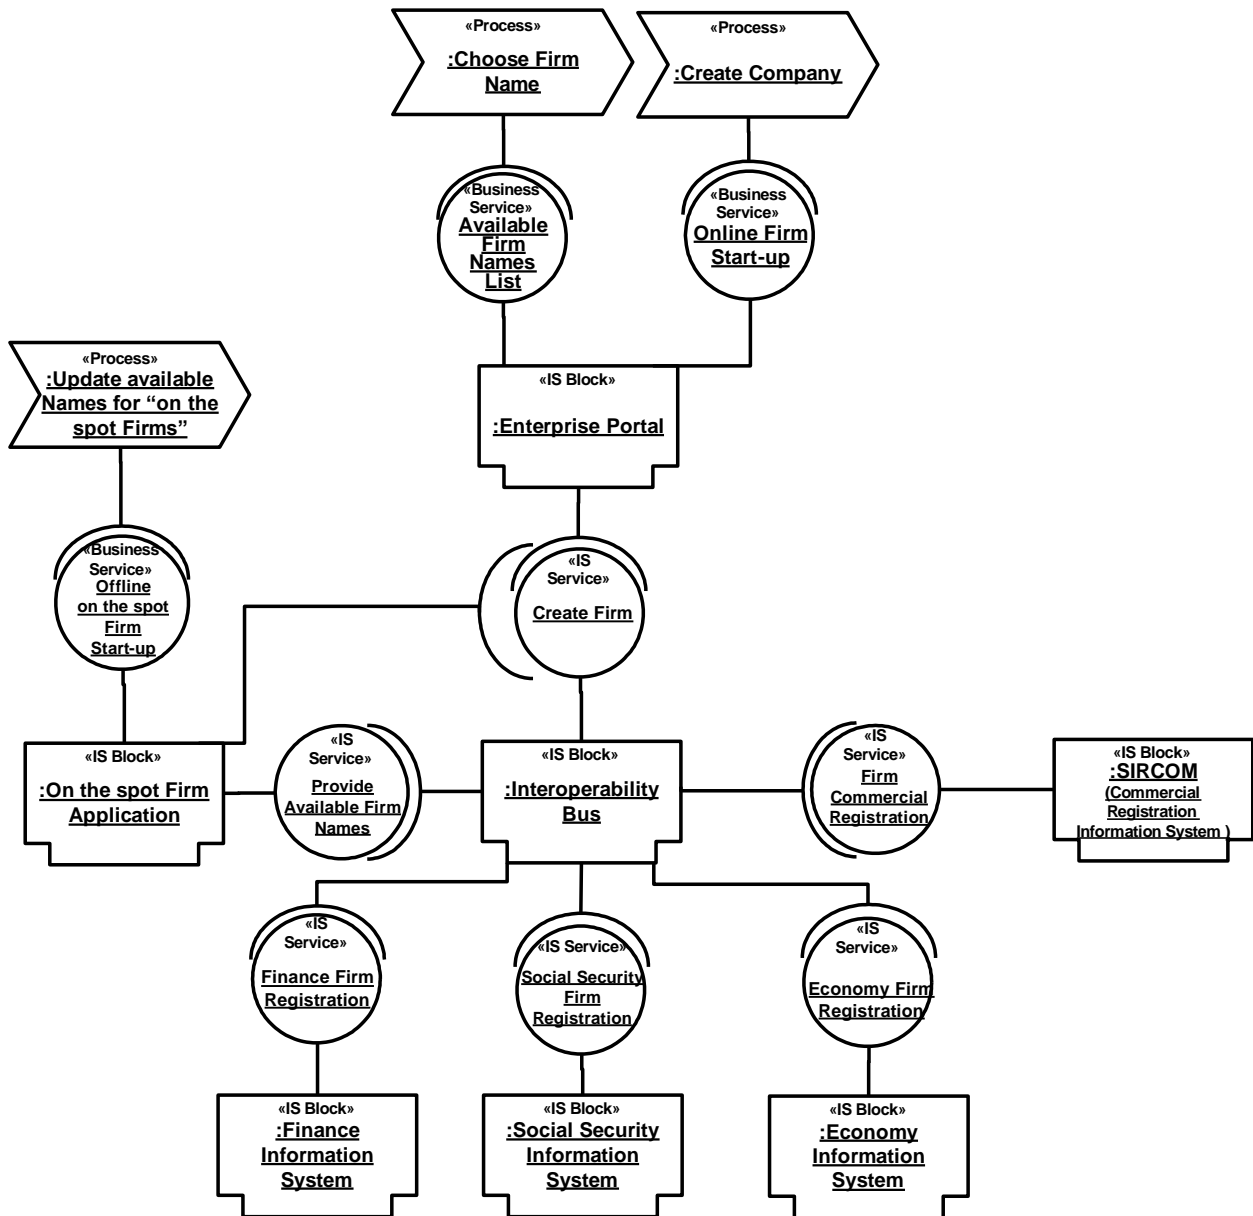 «Process»
:Choose Firm
Name
«Process»
:Create Company
«Business
Service»
Available
Firm
Names
List
«Business
Service»
Online Firm
Start-up
«Process»
:Update available
Names for “on the
spot Firms”
«IS Block»
:Enterprise Portal
«Business
Service»
Offline
on the spot
Firm
Start-up
«IS
Service»
Create Firm
«IS Block»
:On the spot Firm
Application
«IS
Service»
Provide
Available Firm
Names
«IS Block»
:Interoperability
Bus
«IS
Service»
Firm
Commercial
Registration
«IS Block»
:SIRCOM
(Commercial
Registration
Information System )
«IS
Service»
Finance Firm
Registration
«IS Service»
Social Security
Firm
Registration
«IS
Service»
Economy Firm
Registration
«IS Block»
:Finance
Information
System
«IS Block»
:Social Security
Information
System
«IS Block»
:Economy
Information
System